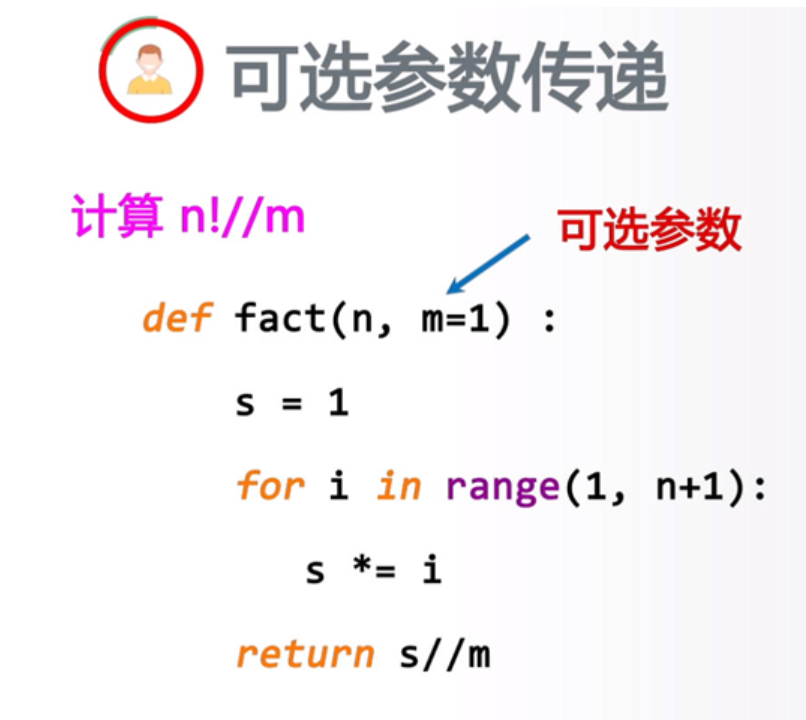 可选参数传递
计算 n!//m
可选参数
def fact(n, m=1) :
s = 1
for i in range(1, n+1):
s *= i
return s//m